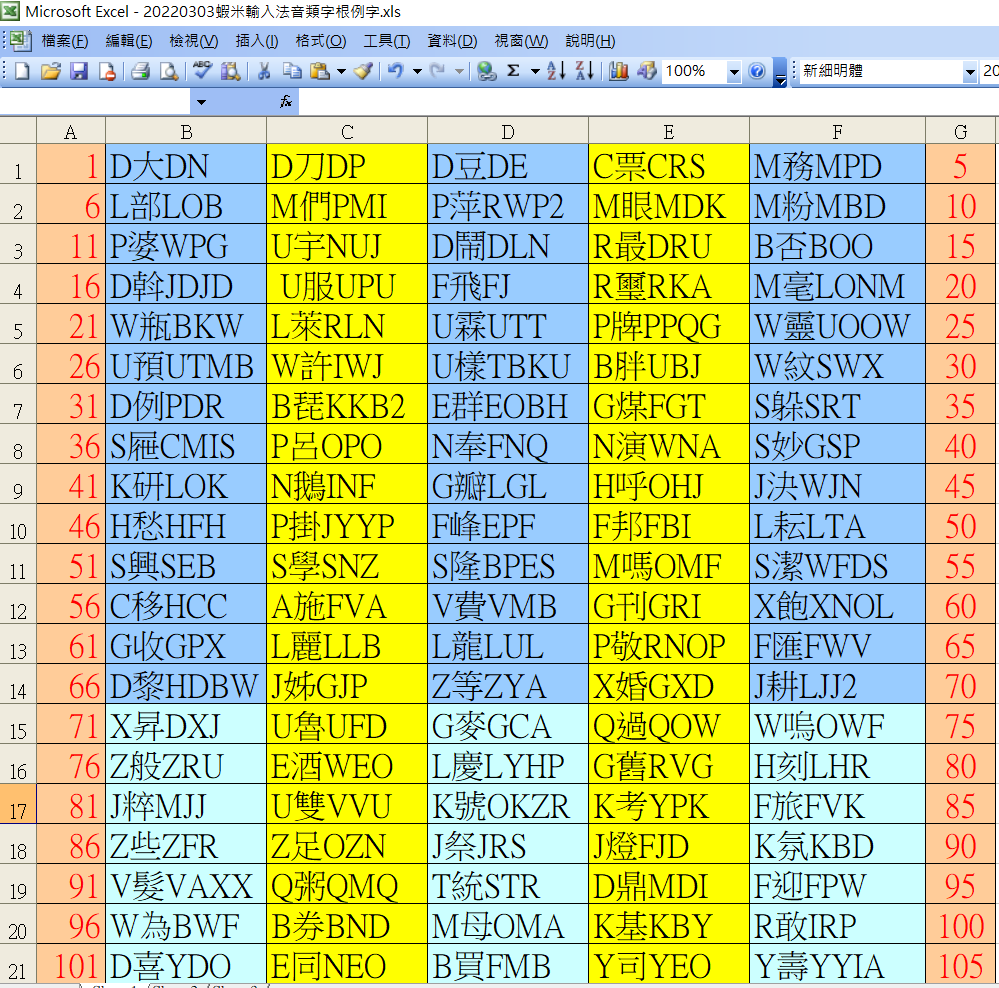 Microsoft Excel - 20220303蝦米輸入法音類字根例字.xls
檔案(F) 編輯(E) 檢視(V) 插入(I) 格式(O) 工具(T) 資料(D) 視窗(W) 說明(H)
100% 新細明體 20
fx
A B C D E F G
1 1 D大DN D刀DP D豆DE C票CRS M務MPD 5
2 6 L部LOB M們PMI P萍RWP2 M眼MDK M粉MBD 10
3 11 P婆WPG U宇NUJ D鬧DLN R最DRU B否BOO 15
4 16 D斡JDJD U服UPU F飛FJ R璽RKA M毫LONM 20
5 21 W瓶BKW L萊RLN U霖UTT P牌PPQG W靈UOOW 25
6 26 U預UTMB W許IWJ U樣TBKU B胖UBJ W紋SWX 30
7 31 D例PDR B琵KKB2 E群EOBH G煤FGT S躲SRT 35
8 36 S屜CMIS P呂OPO N奉FNQ N演WNA S妙GSP 40
9 41 K研LOK N鵝INF G瓣LGL H呼OHJ J決WJN 45
10 46 H愁HFH P掛JYYP F峰EPF F邦FBI L耘LTA 50
11 51 S興SEB S學SNZ S隆BPES M嗎OMF S潔WFDS 55
12 56 C移HCC A施FVA V費VMB G刊GRI X飽XNOL 60
13 61 G收GPX L麗LLB L龍LUL P敬RNOP F匯FWV 65
14 66 D黎HDBW J姊GJP Z等ZYA X婚GXD J耕LJJ2 70
15 71 X昇DXJ U魯UFD G麥GCA Q過QOW W嗚OWF 75
16 76 Z般ZRU E酒WEO L慶LYHP G舊RVG H刻LHR 80
17 81 J粹MJJ U雙VVU K號OKZR K考YPK F旅FVK 85
18 86 Z些ZFR Z足OZN J祭JRS J燈FJD K氛KBD 90
19 91 V髮VAXX Q粥QMQ T統STR D鼎MDI F迎FPW 95
20 96 W為BWF B券BND M母OMA K基KBY R敢IRP 100
21 101 D喜YDO E同NEO B買FMB Y司YEO Y壽YYIA 105